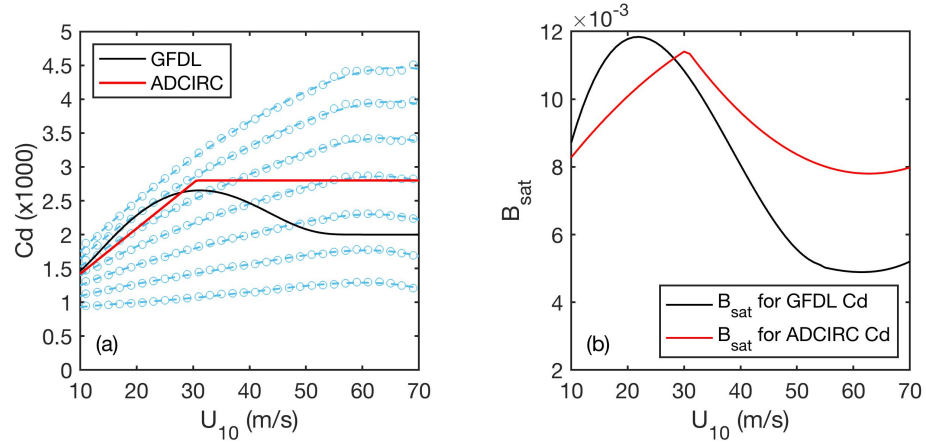 5
4.5
4
3.5
3
2.5
2
1.5
1
0.5
0
Cd (x1000)
GFDL
ADCIRC
(a)
10 20 30 40 50 60 70
U10 (m/s)
×10-3
12
10
8
6
4
2
Bsat
Bsat for GFDL Cd
Bsat for ADCIRC Cd
(b)
10 20 30 40 50 60 70
U10 (m/s)